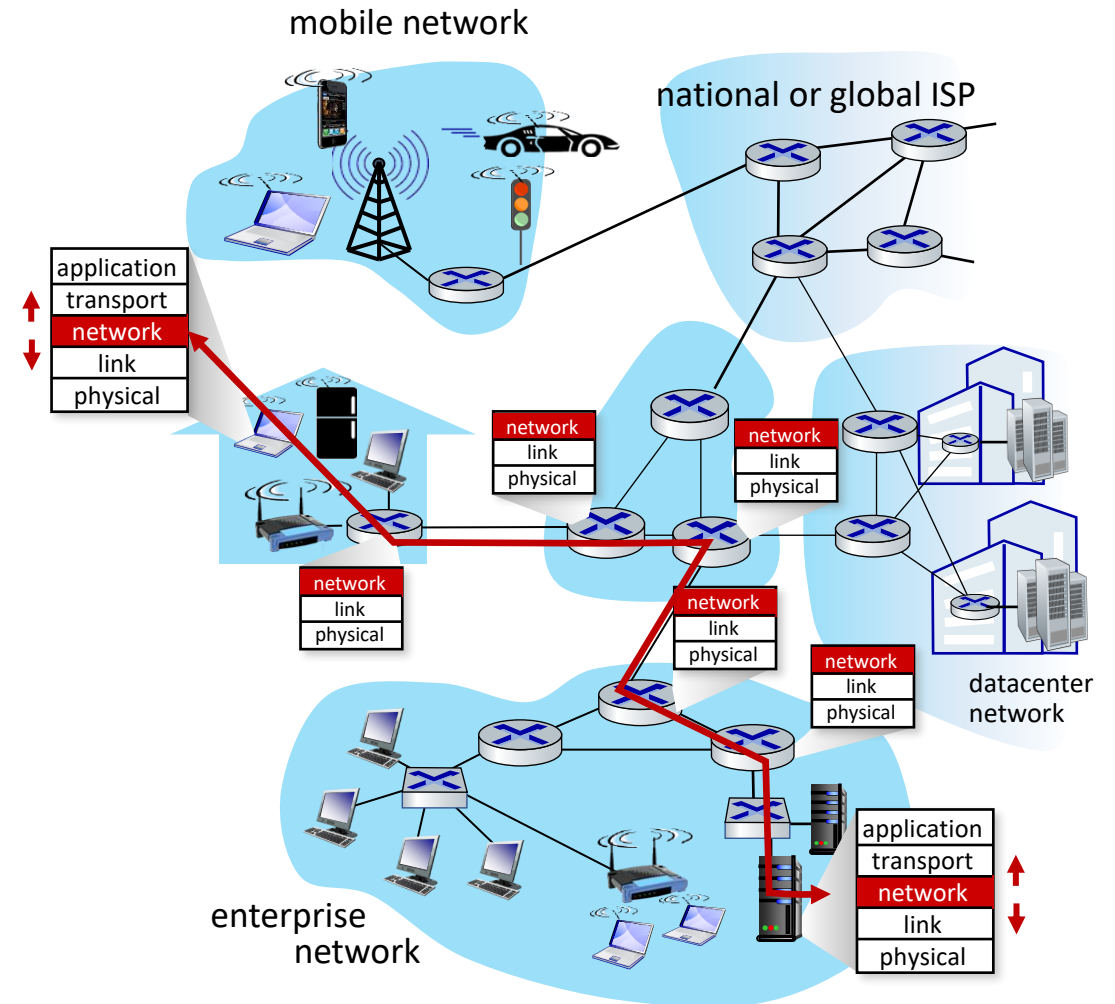 mobile network
national or global ISP
application
transport
network
link
physical
network
link
physical
network
link
physical
network
link
physical
network
link
physical
network
link
physical
datacenter
network
application
transport
network
link
physical
enterprise
network